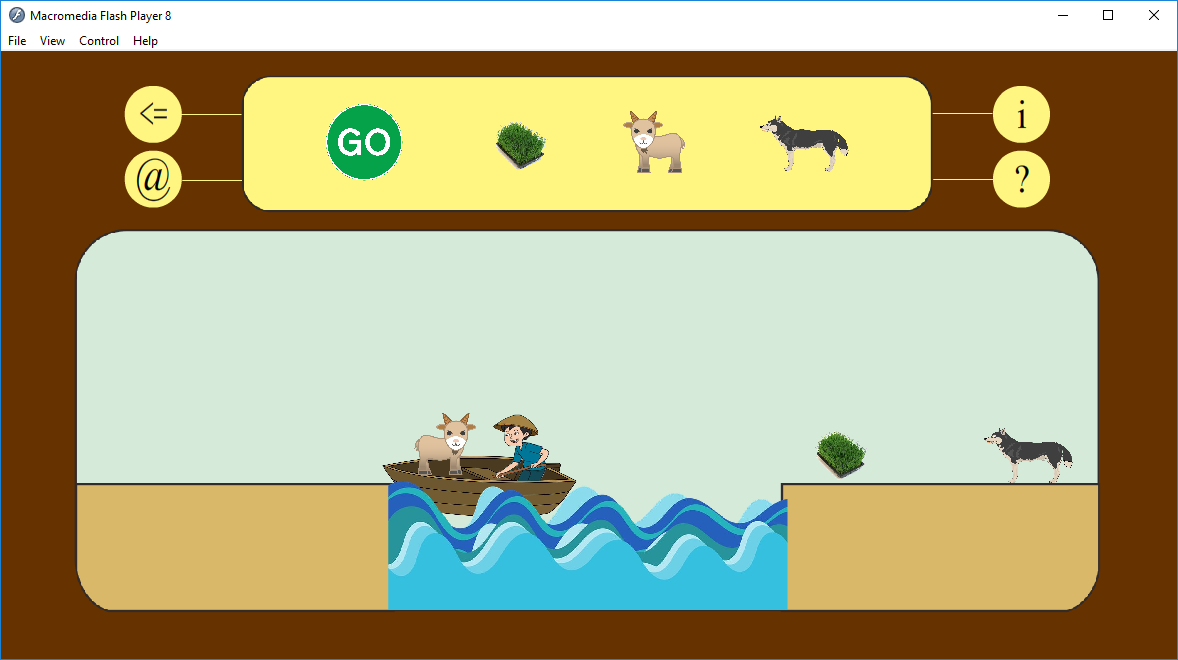 Macromedia Flash Player 8
File View Control Help
<= i
GO
@ ?